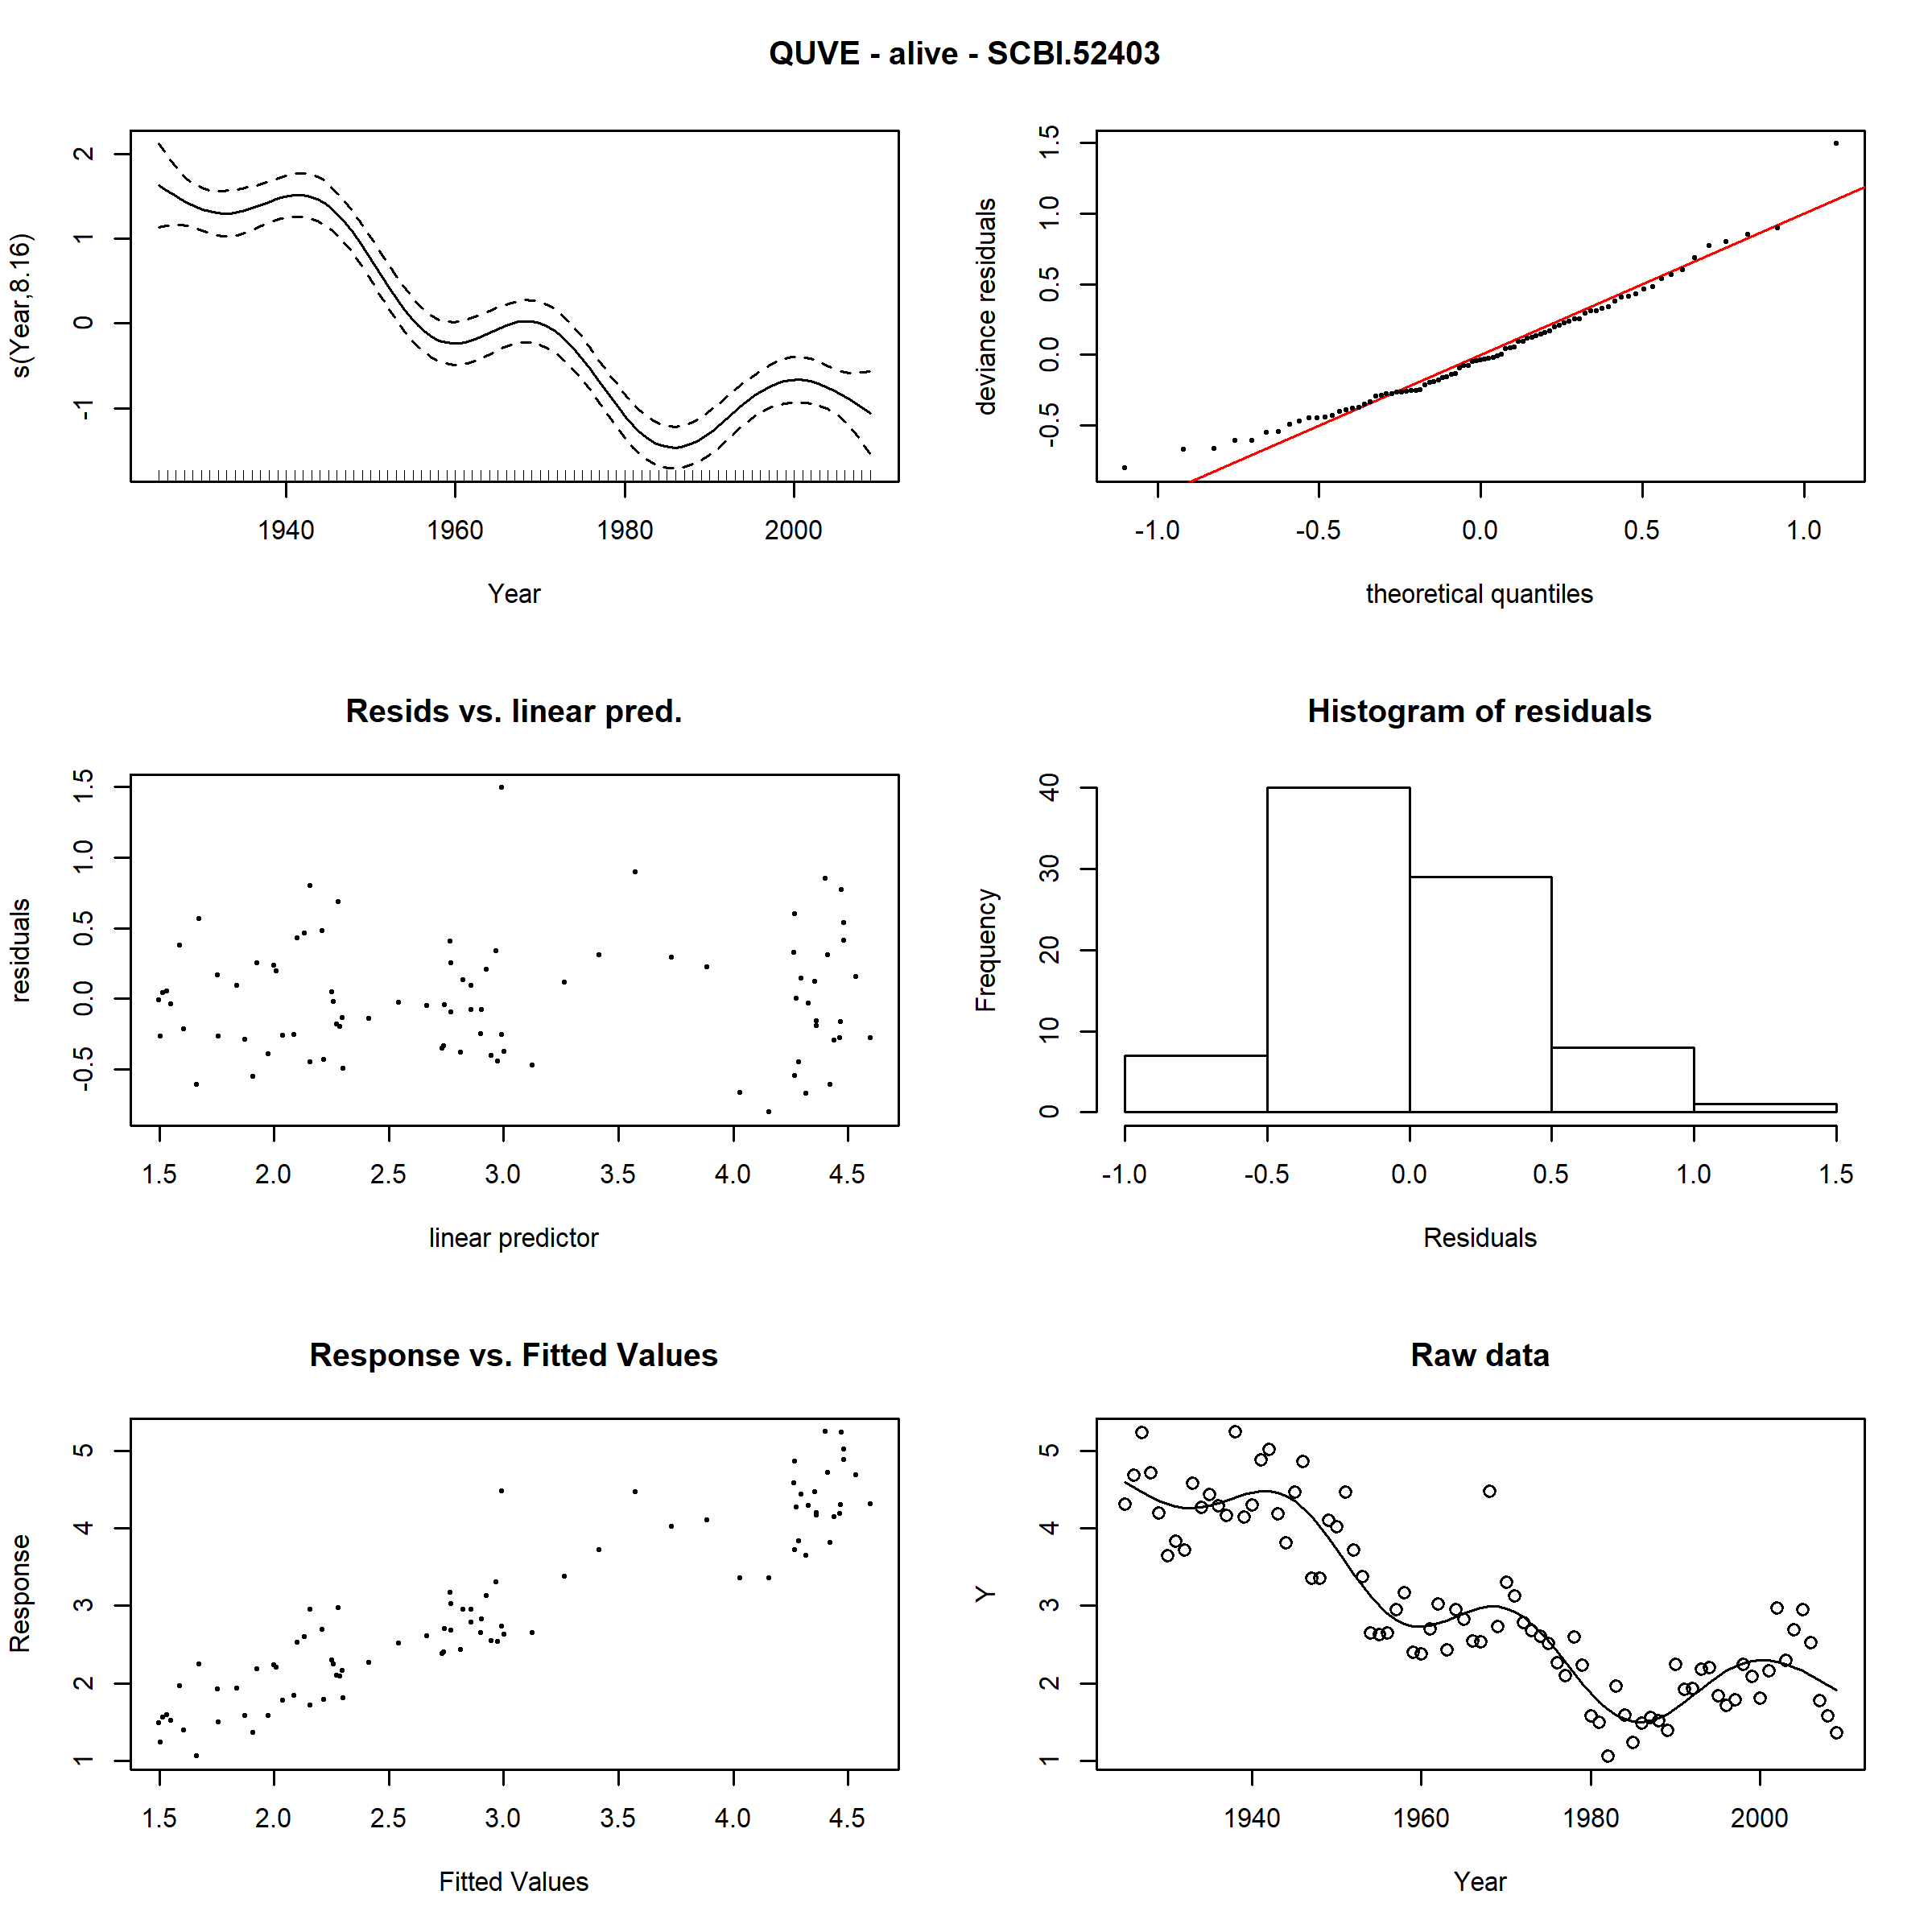 QUVE - alive - SCBI.52403
s(Year,8.16)
2
1
0
-1
1940 1960 1980 2000
Year
deviance residuals
1.5
1.0
0.5
0.0
-0.5
-1.0 -0.5 0.0 0.5 1.0
theoretical quantiles
Resids vs. linear pred.
residuals
1.5
1.0
0.5
0.0
-0.5
1.5 2.0 2.5 3.0 3.5 4.0 4.5
linear predictor
Histogram of residuals
Frequency
40
30
20
10
0
-1.0 -0.5 0.0 0.5 1.0 1.5
Residuals
Response vs. Fitted Values
Response
5
4
3
2
1
1.5 2.0 2.5 3.0 3.5 4.0 4.5
Fitted Values
Raw data
Y
5
4
3
2
1
1940 1960 1980 2000
Year